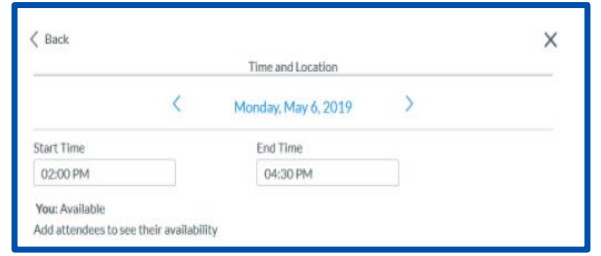 Back
Time and Location
Monday, May 6, 2019
Start Time End Time
02:00 PM 04:30 PM
You: Available
Add attendees to see their availability